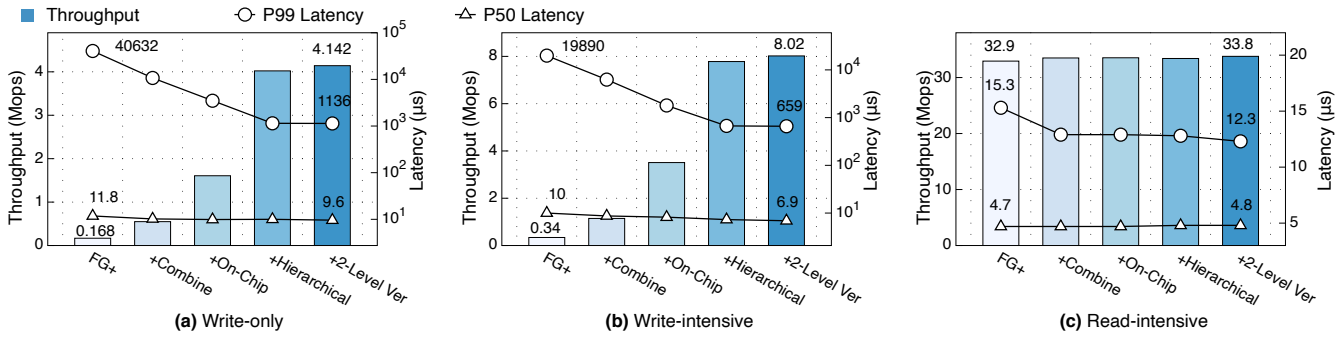 Throughput P99 Latency P50 Latency
Throughput (Mops)
0
1
2
3
4
40632
4.142
1136
11.8
9.6
0.168
10^5
10^4
10^3
10^2
10^1
Latency (µs)
FG+
+Combine
+On-Chip
+Hierarchical
+2-Level Ver
(a) Write-only
Throughput (Mops)
0
2
4
6
8
19890
8.02
659
10
6.9
0.34
10^4
10^3
10^2
10^1
Latency (µs)
FG+
+Combine
+On-Chip
+Hierarchical
+2-Level Ver
(b) Write-intensive
Throughput (Mops)
0
10
20
30
32.9
33.8
15.3
12.3
4.7
4.8
20
15
10
5
Latency (µs)
FG+
+Combine
+On-Chip
+Hierarchical
+2-Level Ver
(c) Read-intensive